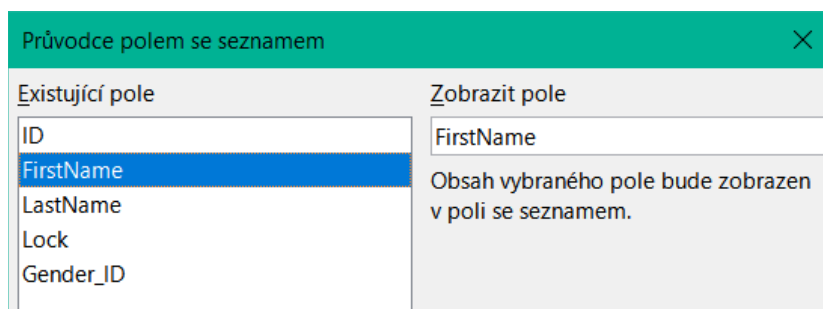 Průvodce polem se seznamem
Existující pole
ID
FirstName
LastName
Lock
Gender_ID
Zobrazit pole
FirstName
Obsah vybraného pole bude zobrazen
v poli se seznamem.